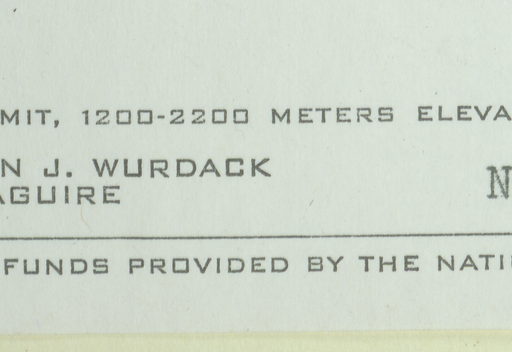 MIT, 1200-2200 METERS ELEVA
N J. WURDACK
AGUIRE
N
FUNDS PROVIDED BY THE NATI